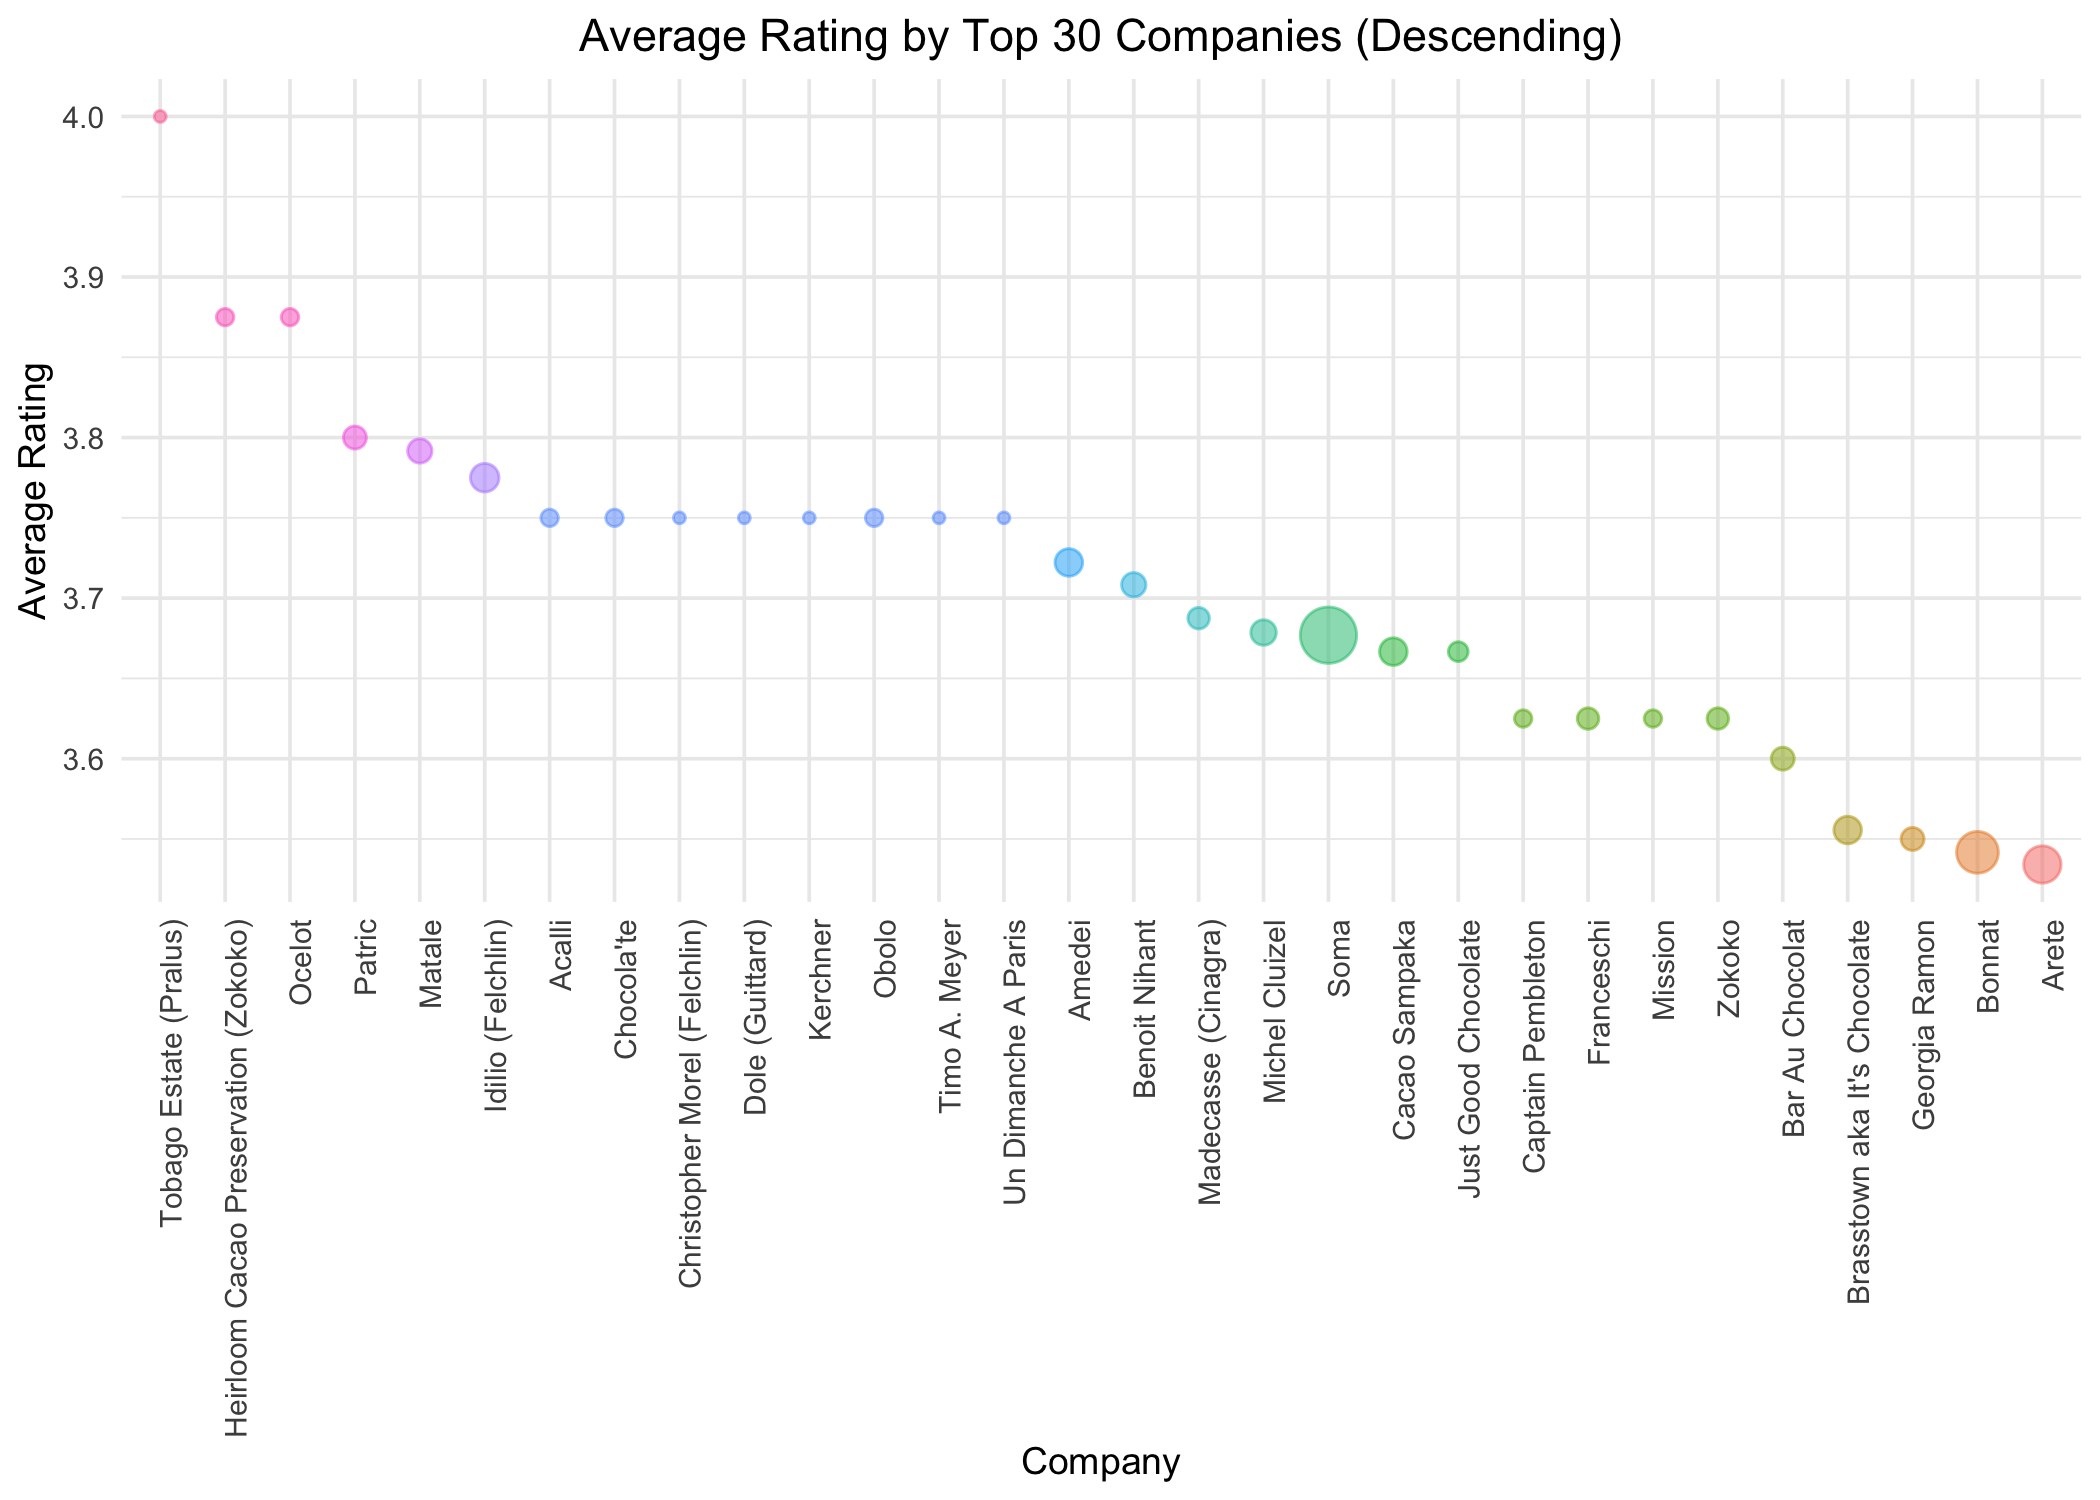 Average Rating by Top 30 Companies (Descending)
Average Rating
4.0
3.9
3.8
3.7
3.6
Tobago Estate (Pralus)
Heirloom Cacao Preservation (Zokoko)
Ocelot
Patric
Matale
Idilio (Felchlin)
Acalli
Chocola'te
Christopher Morel (Felchlin)
Dole (Guittard)
Kerchner
Obolo
Timo A. Meyer
Un Dimanche A Paris
Amedei
Benoit Nihant
Madecasse (Cinagra)
Michel Cluizel
Soma
Cacao Sampaka
Just Good Chocolate
Captain Pembleton
Franceschi
Mission
Zokoko
Bar Au Chocolat
Brasstown aka It's Chocolate
Georgia Ramon
Bonnat
Arete
Company